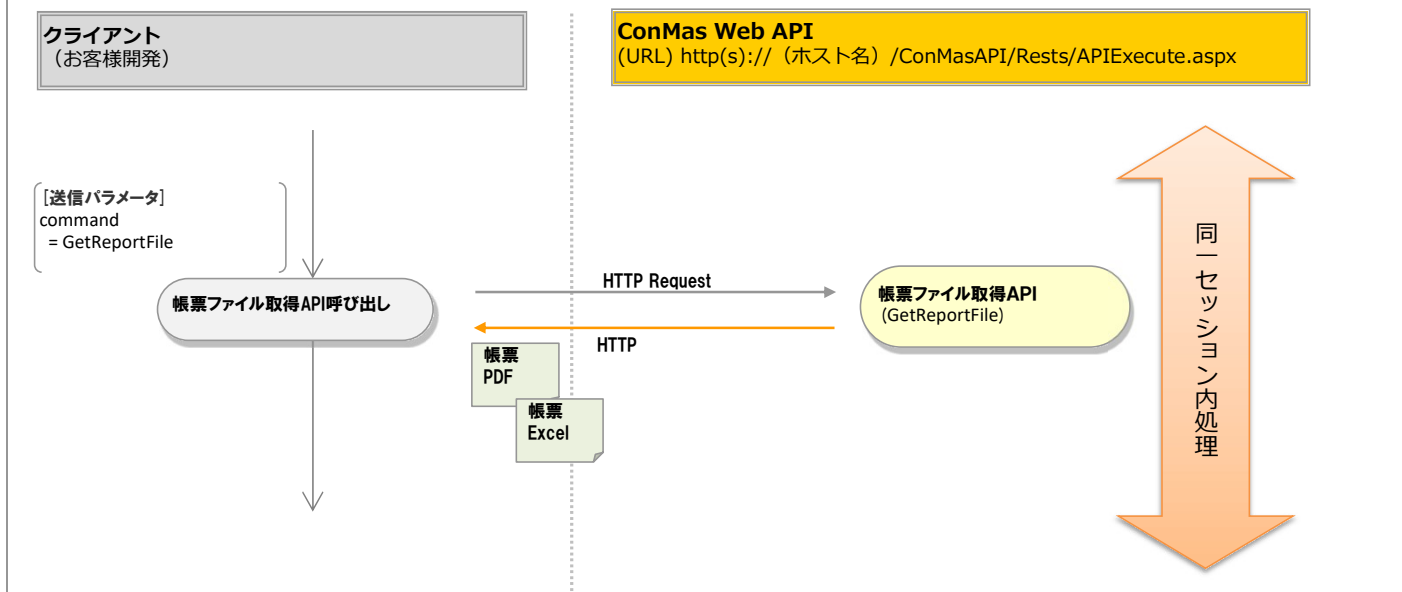 クライアント
（お客様開発）
ConMas Web API
(URL) http(s)://（ホスト名）/ConMasAPI/Rests/APIExecute.aspx
[送信パラメータ]
command
= GetReportFile
帳票ファイル取得API呼び出し
HTTP Request
帳票ファイル取得API
(GetReportFile)
HTTP
帳票
PDF
帳票
Excel
同一セッション内処理